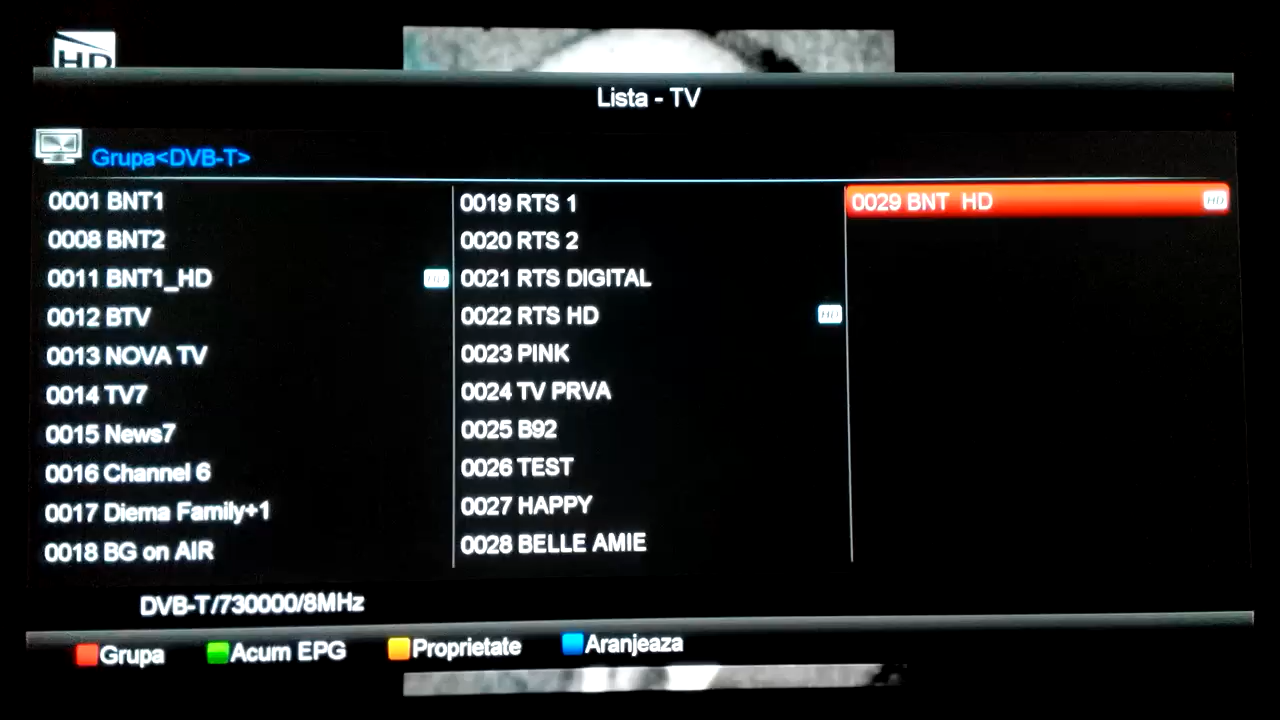 HD
Lista - TV
Grupa<DVB-T>
0001 BNT1
0008 BNT2
0011 BNT1_HD HD
0012 BTV
0013 NOVA TV
0014 TV7
0015 News7
0016 Channel 6
0017 Diema Family+1
0018 BG on AIR
0019 RTS 1
0020 RTS 2
0021 RTS DIGITAL
0022 RTS HD HD
0023 PINK
0024 TV PRVA
0025 B92
0026 TEST
0027 HAPPY
0028 BELLE AMIE
0029 BNT HD HD
DVB-T/730000/8MHz
Grupa Acum EPG Proprietate Aranjeaza